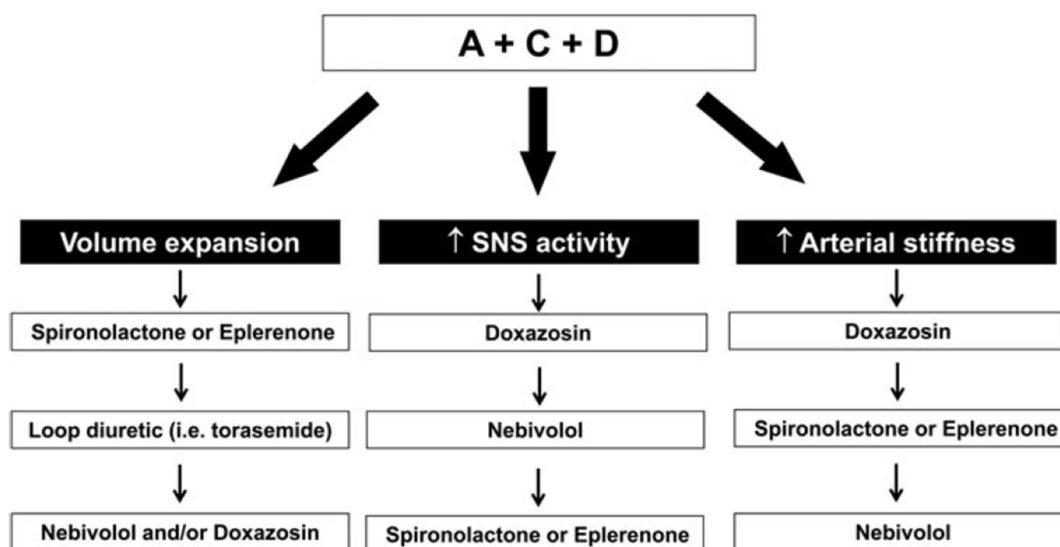 A + C + D
Volume expansion
↑ SNS activity
↑ Arterial stiffness
Spironolactone or Eplerenone
Doxazosin
Doxazosin
Loop diuretic (i.e. torasemide)
Nebivolol
Spironolactone or Eplerenone
Nebivolol and/or Doxazosin
Spironolactone or Eplerenone
Nebivolol